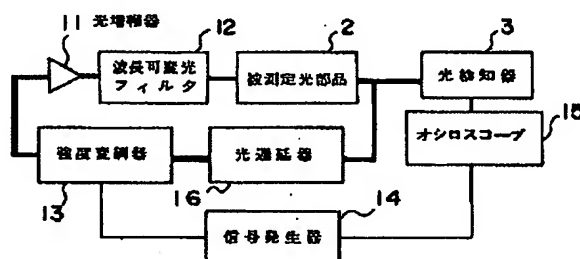 11 光増幅器
12
波長可変光
フィルタ
2
被測定光部品
3
光検知器
オシロスコープ
15
強度変調器
13
光遅延器
16
14
信号発生器